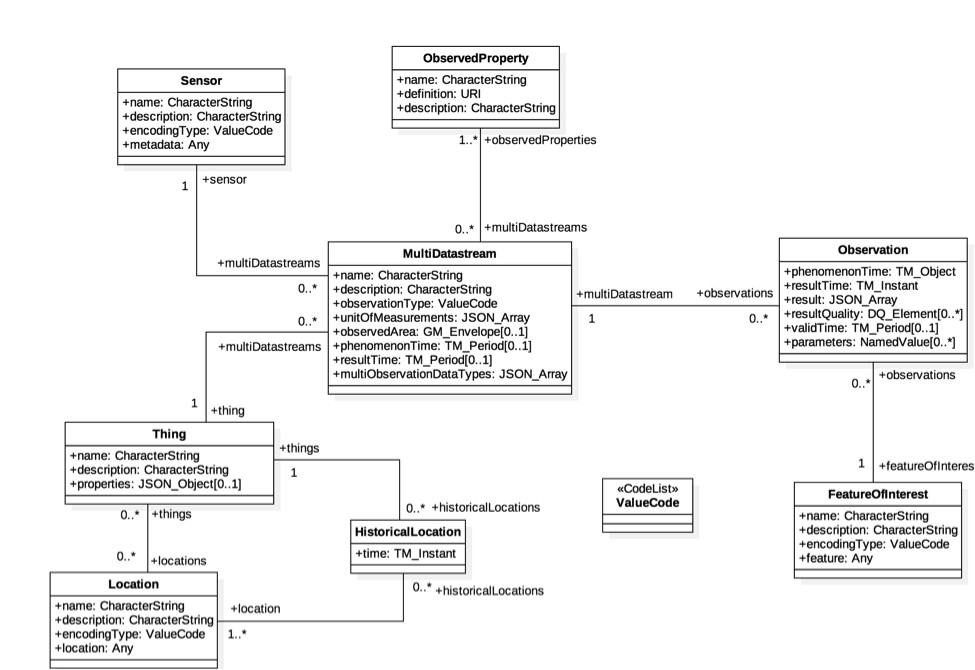 ObservedProperty
+name: CharacterString
+definition: URI
+description: CharacterString
Sensor
+name: CharacterString
+description: CharacterString
+encodingType: ValueCode
+metadata: Any
1..* +observedProperties
1 +sensor
0..* +multiDatastreams
+multiDatastreams
0..*
MultiDatastream
+name: CharacterString
+description: CharacterString
+observationType: ValueCode
+unitOfMeasurements: JSON_Array
+observedArea: GM_Envelope[0..1]
+phenomenonTime: TM_Period[0..1]
+resultTime: TM_Period[0..1]
+multiObservationDataTypes: JSON_Array
+multiDatastream +observations
1 0..*
Observation
+phenomenonTime: TM_Object
+resultTime: TM_Instant
+result: JSON_Array
+resultQuality: DQ_Element[0..*]
+validTime: TM_Period[0..1]
+parameters: NamedValue[0..*]
0..*
+multiDatastreams
1 +thing
0..* +observations
1 +featureOfInteres
Thing
+name: CharacterString
+description: CharacterString
+properties: JSON_Object[0..1]
+things
1
0..* +historicalLocations
HistoricalLocation
+time: TM_Instant
0..* +historicalLocations
«CodeList»
ValueCode
FeatureOfInterest
+name: CharacterString
+description: CharacterString
+encodingType: ValueCode
+feature: Any
0..* +things
0..* +locations
Location
+name: CharacterString
+description: CharacterString
+encodingType: ValueCode
+location: Any
+location
1..*